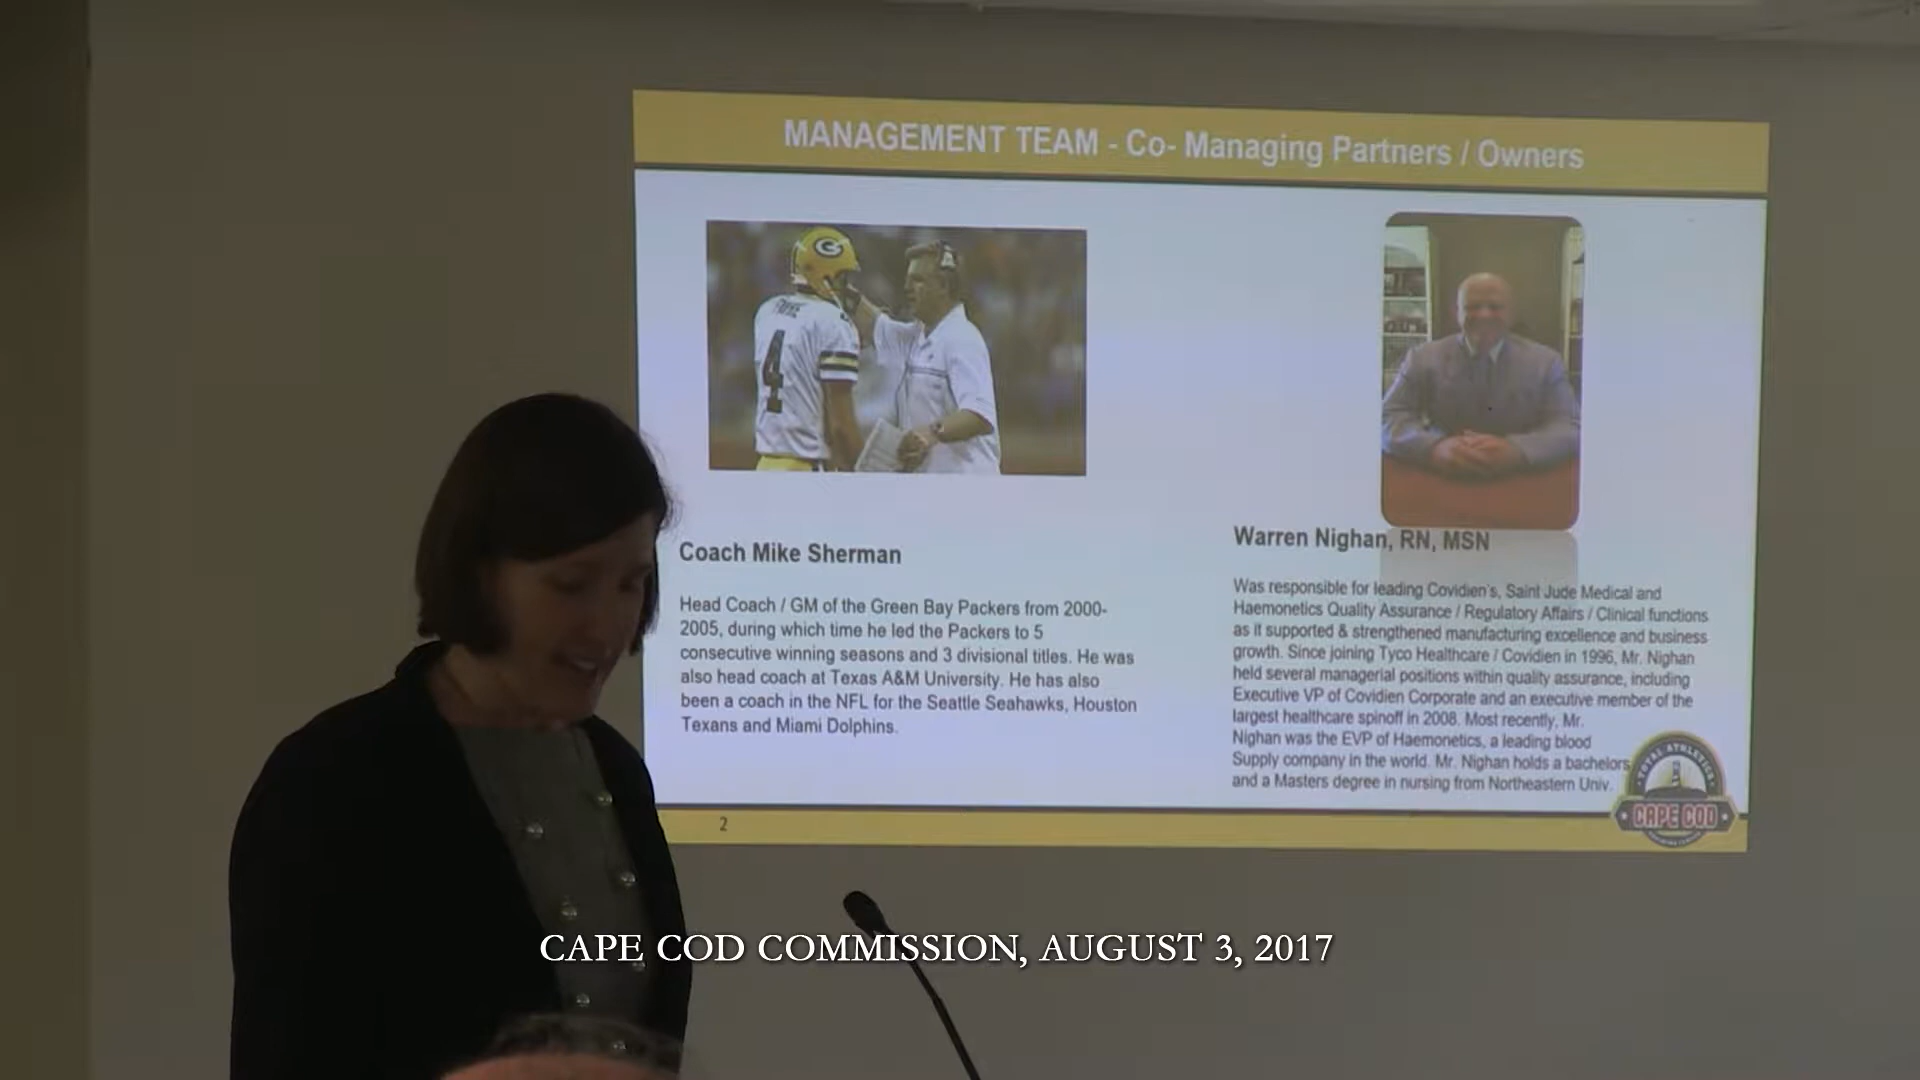 MANAGEMENT TEAM - Co- Managing Partners / Owners
G
FAVRE
4
Coach Mike Sherman
Head Coach / GM of the Green Bay Packers from 2000-
2005, during which time he led the Packers to 5
consecutive winning seasons and 3 divisional titles. He was
also head coach at Texas A&M University. He has also
been a coach in the NFL for the Seattle Seahawks, Houston
Texans and Miami Dolphins.
Warren Nighan, RN, MSN
Was responsible for leading Covidien's, Saint Jude Medical and
Haemonetics Quality Assurance / Regulatory Affairs / Clinical functions
as it supported & strengthened manufacturing excellence and business
growth. Since joining Tyco Healthcare / Covidien in 1996, Mr. Nighan
held several managerial positions within quality assurance, including
Executive VP of Covidien Corporate and an executive member of the
largest healthcare spinoff in 2008. Most recently, Mr.
Nighan was the EVP of Haemonetics, a leading blood
Supply company in the world. Mr. Nighan holds a bachelors
and a Masters degree in nursing from Northeastern Univ.
TOTAL ATHLETICS
CAPE COD
2
CAPE COD COMMISSION, AUGUST 3, 2017